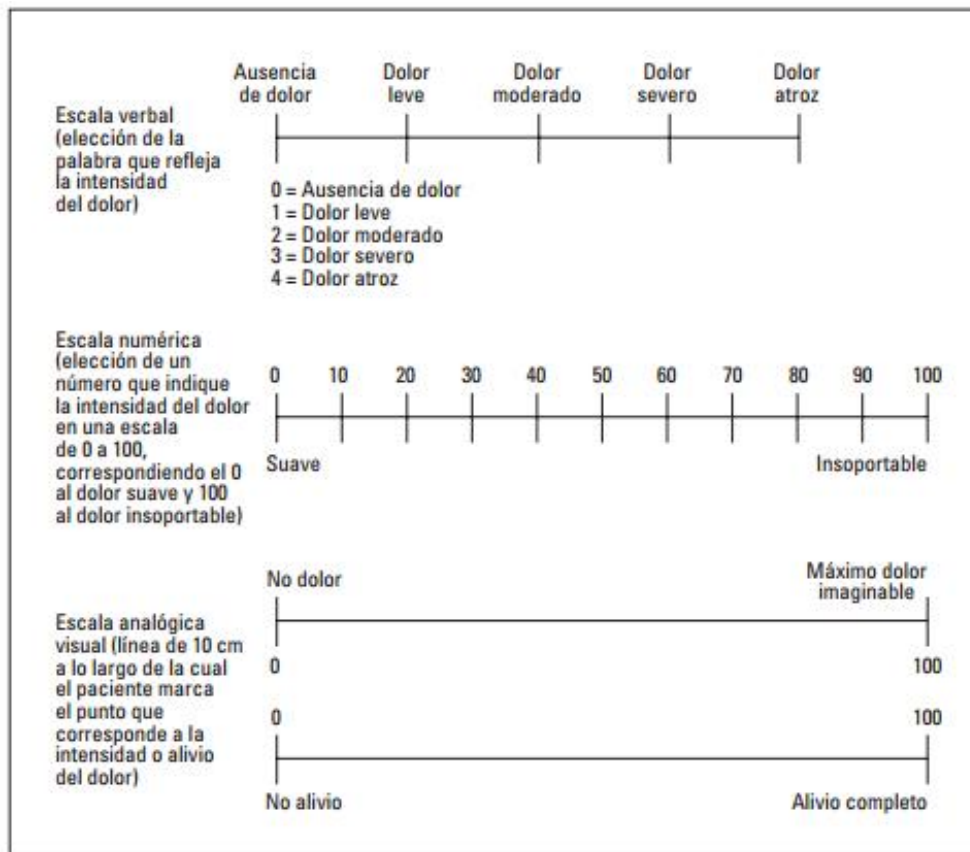 Ausencia
de dolor
Dolor
leve
Dolor
moderado
Dolor
severo
Dolor
atroz
Escala verbal
(elección de la
palabra que refleja
la intensidad
del dolor)
0 = Ausencia de dolor
1 = Dolor leve
2 = Dolor moderado
3 = Dolor severo
4 = Dolor atroz
Escala numérica
(elección de un
número que indique
la intensidad del dolor
en una escala
de 0 a 100,
correspondiendo el 0
al dolor suave y 100
al dolor insoportable)
0 10 20 30 40 50 60 70 80 90 100
Suave Insoportable
Escala analógica
visual (línea de 10 cm
a lo largo de la cual
el paciente marca
el punto que
corresponde a la
intensidad o alivio
del dolor)
No dolor
Máximo dolor
imaginable
0 100
0 100
No alivio Alivio completo